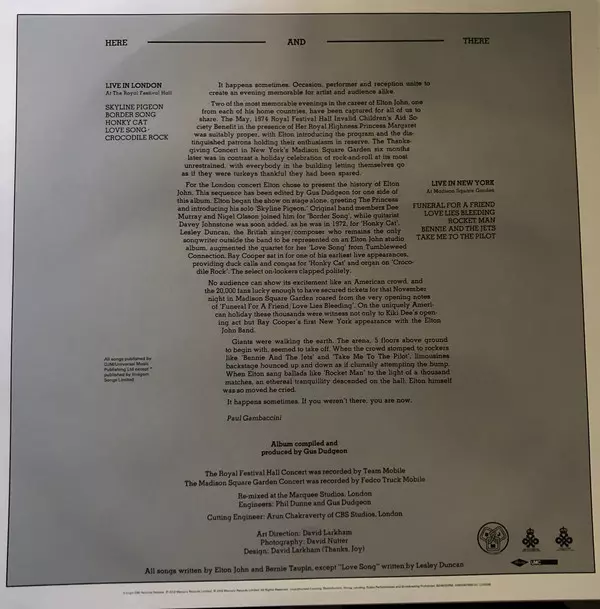 HERE AND THERE
LIVE IN LONDON
At The Royal Festival Hall
SKYLINE PIGEON
BORDER SONG
HONKY CAT
LOVE SONG*
CROCODILE ROCK
It happens sometimes. Occasion, performer and reception unite to
create an evening memorable for artist and audience alike.
Two of the most memorable evenings in the career of Elton John, one
from each of his home countries, have been captured for all of us to
share. The May, 1974 Royal Festival Hall Invalid Children's Aid So
ciety Benefit in the presence of Her Royal Highness Princess Margaret
was suitably proper, with Elton introducing the program and the dis-
tinguished patrons holding their enthusiasm in reserve. The Thanks-
giving Concert in New York's Madison Square Garden six months
later was in contrast a holiday celebration of rock-and-roll at its most
unrestrained, with everybody in the building letting themselves go
as if they were turkeys thankful they had been spared.
For the London concert Elton chose to present the history of Elton
John. This sequence has been edited by Gus Dudgeon for one side of
this album. Elton began the show on stage alone, greeting The Princess
and introducing his solo 'Skyline Pigeon.' Original band members Dee
Murray and Nigel Olsson joined him for 'Border Song', while guitarist
Davey Johnstone was soon added, as he was in 1972, for 'Honky Cat'.
Lesley Duncan, the British singer/composer who remains the only
songwriter outside the band to be represented on an Elton John studio
album, augmented the quartet for her 'Love Song' from Tumbleweed
Connection. Ray Cooper sat in for one of his earliest live appearances,
providing duck calls and congas for 'Honky Cat' and organ on 'Croco-
dile Rock'. The select on-lookers clapped politely.
LIVE IN NEW YORK
At Madison Square Garden
FUNERAL FOR A FRIEND
LOVE LIES BLEEDING
ROCKET MAN
BENNIE AND THE JETS
TAKE ME TO THE PILOT
No audience can show its excitement like an American crowd, and
the 20,000 fans lucky enough to have secured tickets for that November
night in Madison Square Garden roared from the very opening notes
of 'Funeral For A Friend/Love Lies Bleeding'. On the uniquely Ameri-
can holiday these thousands were witness not only to Kiki Dee's open-
ing act but Ray Cooper's first New York appearance with the Elton
John Band.
Giants were walking the earth. The arena, 5 floors above ground
to begin with, seemed to take off. When the crowd stomped to rockers
like 'Bennie And The Jets' and 'Take Me To The Pilot', limousines
backstage bounced up and down as if clumsily attempting the bump.
When Elton sang ballads like 'Rocket Man' to the light of a thousand
matches, an ethereal tranquility descended on the hall. Elton himself
was so moved he cried.
It happens sometimes. If you weren't there, you are now.
Paul Gambaccini
All songs published by
DJM/Universal Music
Publishing Ltd except *
published by Imagem
Songs Limited
Album compiled and
produced by Gus Dudgeon
The Royal Festival Hall Concert was recorded by Team Mobile
The Madison Square Garden Concert was recorded by Fedco Truck Mobile
Re-mixed at the Marquee Studios, London
Engineers: Phil Dunne and Gus Dudgeon
Cutting Engineer: Arun Chakraverty of CBS Studios, London
Art Direction: David Larkham
Photography: David Nutter
Design: David Larkham (Thanks, Joy)
All songs written by Elton John and Bernie Taupin, except "Love Song" written by Lesley Duncan